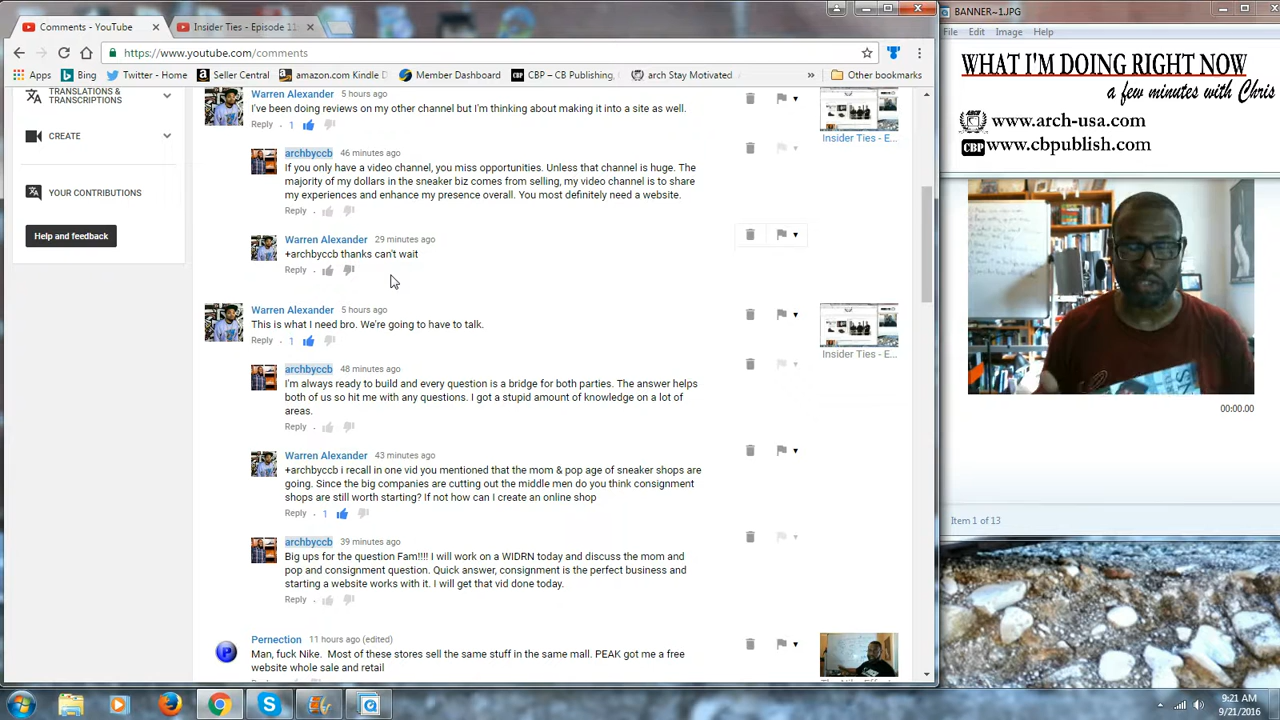 Comments - YouTube
Insider Ties - Episode 11
BANNER~1.JPG
https://www.youtube.com/comments
File Edit Image Help
Apps Bing Twitter - Home Seller Central amazon.com Kindle D Member Dashboard CBP – CB Publishing, arch Stay Motivated » Other bookmarks
WHAT I'M DOING RIGHT NOW
a few minutes with Chris
www.arch-usa.com
www.cbpublish.com
TRANSLATIONS &
TRANSCRIPTIONS
CREATE
YOUR CONTRIBUTIONS
Help and feedback
Warren Alexander 5 hours ago
I've been doing reviews on my other channel but I'm thinking about making it into a site as well.
Reply · 1
Insider Ties - E...
archbyccb 46 minutes ago
If you only have a video channel, you miss opportunities. Unless that channel is huge. The
majority of my dollars in the sneaker biz comes from selling, my video channel is to share
my experiences and enhance my presence overall. You most definitely need a website.
Reply ·
Warren Alexander 29 minutes ago
+archbyccb thanks can't wait
Reply ·
Warren Alexander 5 hours ago
This is what I need bro. We're going to have to talk.
Reply · 1
Insider Ties - E...
archbyccb 48 minutes ago
I'm always ready to build and every question is a bridge for both parties. The answer helps
both of us so hit me with any questions. I got a stupid amount of knowledge on a lot of
areas.
Reply ·
Warren Alexander 43 minutes ago
+archbyccb i recall in one vid you mentioned that the mom & pop age of sneaker shops are
going. Since the big companies are cutting out the middle men do you think consignment
shops are still worth starting? If not how can I create an online shop
Reply · 1
archbyccb 39 minutes ago
Big ups for the question Fam!!!! I will work on a WIDRN today and discuss the mom and
pop and consignment question. Quick answer, consignment is the perfect business and
starting a website works with it. I will get that vid done today.
Reply ·
Pernection 11 hours ago (edited)
Man, fuck Nike. Most of these stores sell the same stuff in the same mall. PEAK got me a free
website whole sale and retail
00:00.00
Item 1 of 13
9:21 AM
9/21/2016